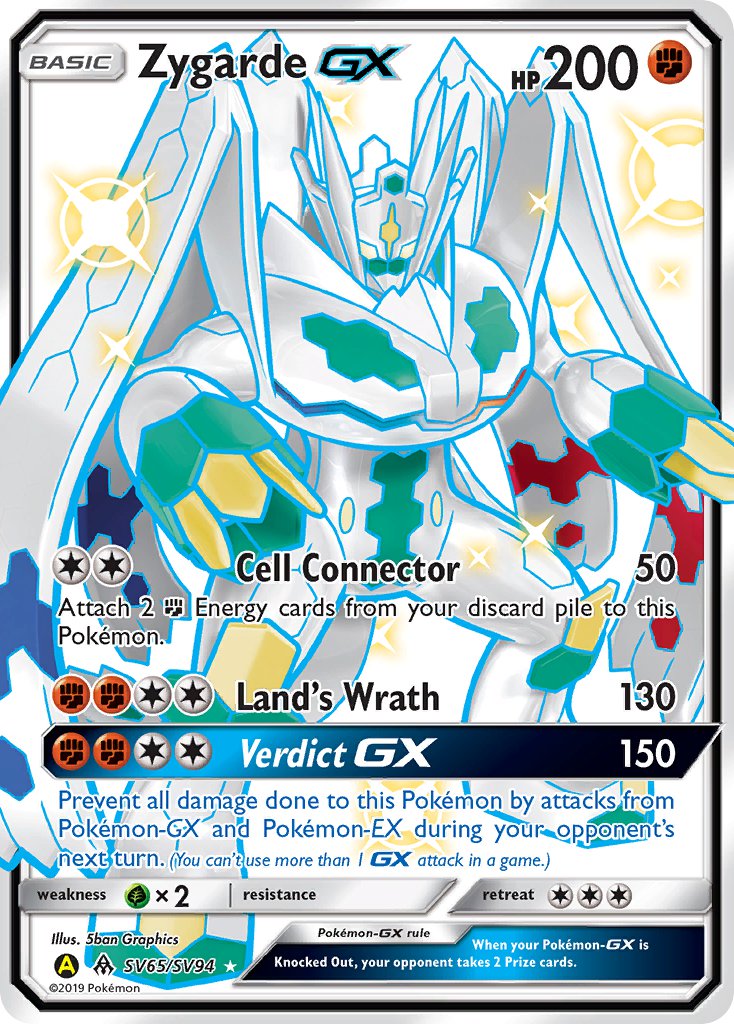 BASIC Zygarde GX HP 200
Cell Connector 50
Attach 2 Energy cards from your discard pile to this
Pokémon.
Land's Wrath 130
Verdict GX 150
Prevent all damage done to this Pokémon by attacks from
Pokémon-GX and Pokémon-EX during your opponent's
next turn. (You can't use more than 1 GX attack in a game.)
weakness × 2 resistance retreat
Illus. 5ban Graphics
A SV65/SV94
©2019 Pokémon
Pokémon-GX rule
When your Pokémon-GX is
Knocked Out, your opponent takes 2 Prize cards.